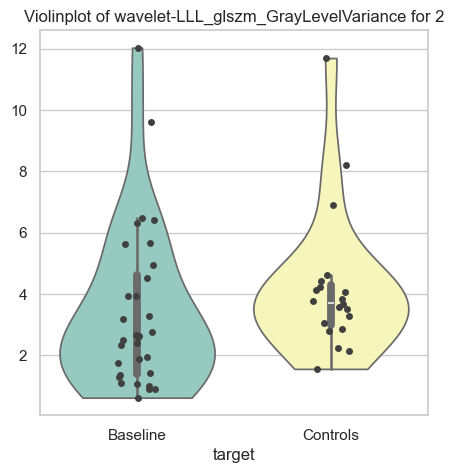 Violinplot of wavelet-LLL_glszm_GrayLevelVariance for 2
12
10
8
6
4
2
Baseline Controls
target